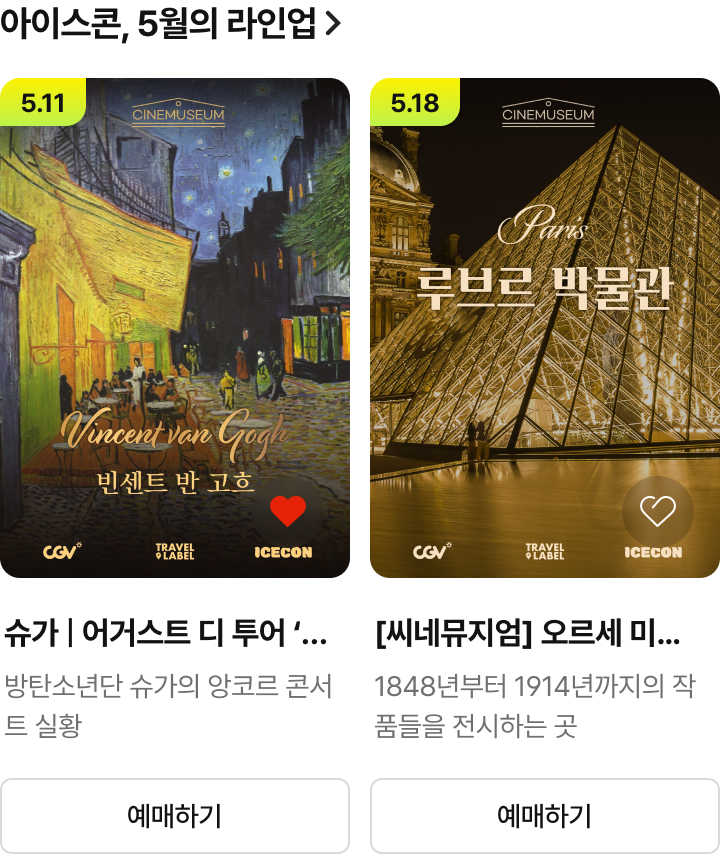 아이스콘, 5월의 라인업
5.11
CINEMUSEUM
Vincent van Gogh
빈센트 반 고흐
CGV
TRAVEL
LABEL
ICECON
5.18
CINEMUSEUM
Paris
루브르 박물관
CGV
TRAVEL
LABEL
ICECON
슈가 | 어거스트 디 투어 ‘...
방탄소년단 슈가의 앙코르 콘서
트 실황
예매하기
[씨네뮤지엄] 오르세 미...
1848년부터 1914년까지의 작
품들을 전시하는 곳
예매하기